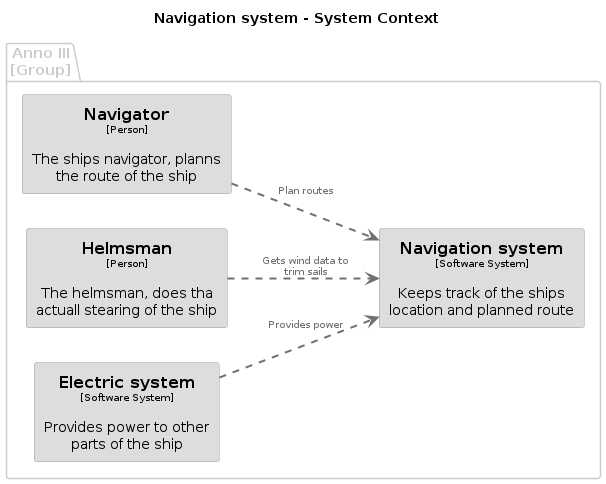 Navigation system - System Context
Anno III
[Group]
Navigator
[Person]
The ships navigator, planns
the route of the ship
Plan routes
Helmsman
[Person]
The helmsman, does tha
actuall stearing of the ship
Gets wind data to
trim sails
Navigation system
[Software System]
Keeps track of the ships
location and planned route
Provides power
Electric system
[Software System]
Provides power to other
parts of the ship